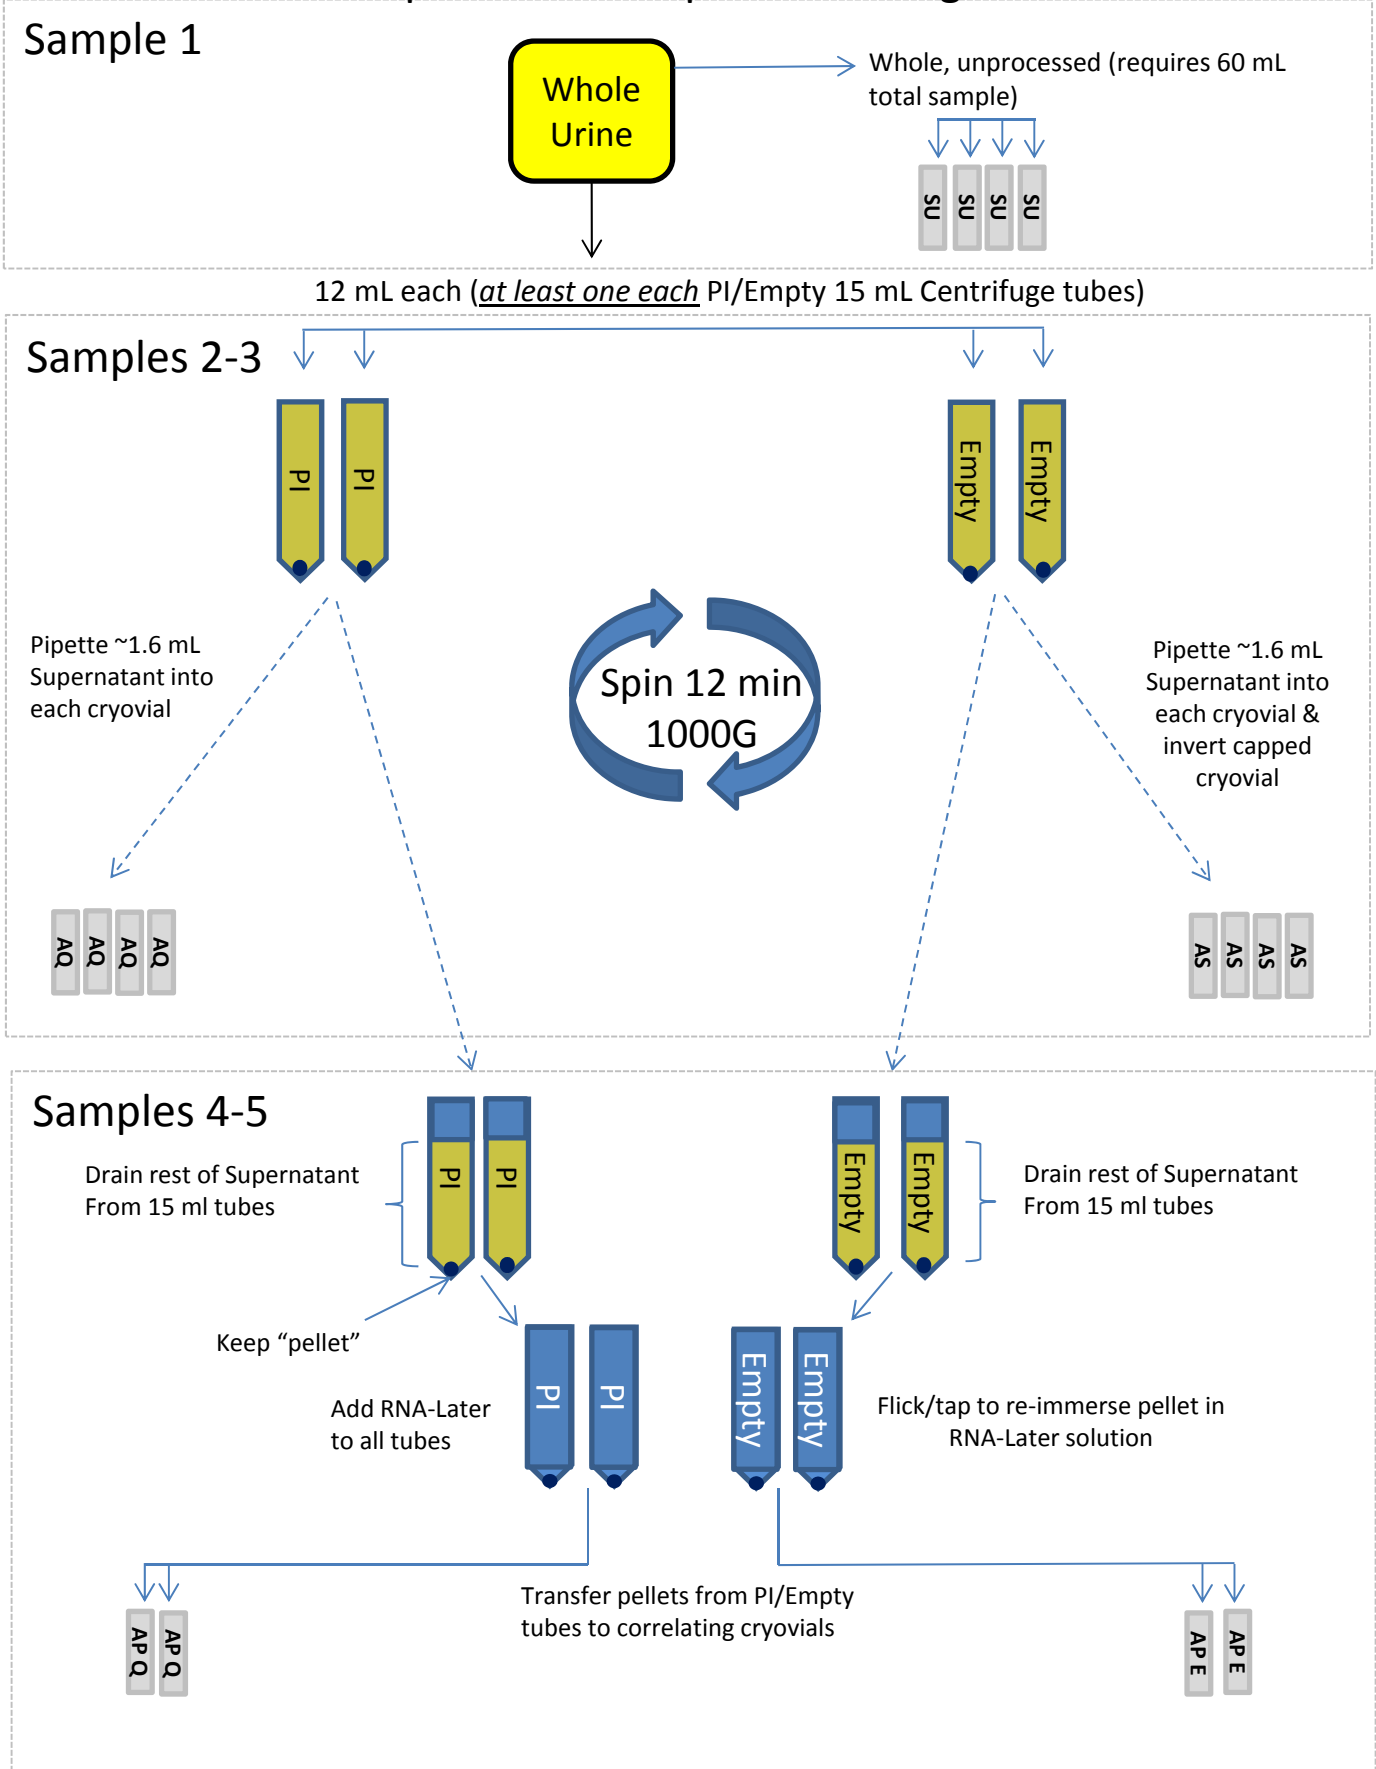 Sample 1
Whole
Urine
Whole, unprocessed (requires 60 mL
total sample)
SU
SU
SU
SU
12 mL each (at least one each PI/Empty 15 mL Centrifuge tubes)
Samples 2-3
PI
PI
Empty
Empty
Pipette ~1.6 mL
Supernatant into
each cryovial
Spin 12 min
1000G
Pipette ~1.6 mL
Supernatant into
each cryovial &
invert capped
cryovial
AQ
AQ
AQ
AQ
AS
AS
AS
AS
Samples 4-5
Drain rest of Supernatant
From 15 ml tubes
PI
PI
Empty
Empty
Drain rest of Supernatant
From 15 ml tubes
Keep “pellet”
Add RNA-Later
to all tubes
PI
PI
Empty
Empty
Flick/tap to re-immerse pellet in
RNA-Later solution
Transfer pellets from PI/Empty
tubes to correlating cryovials
AP Q
AP Q
AP E
AP E